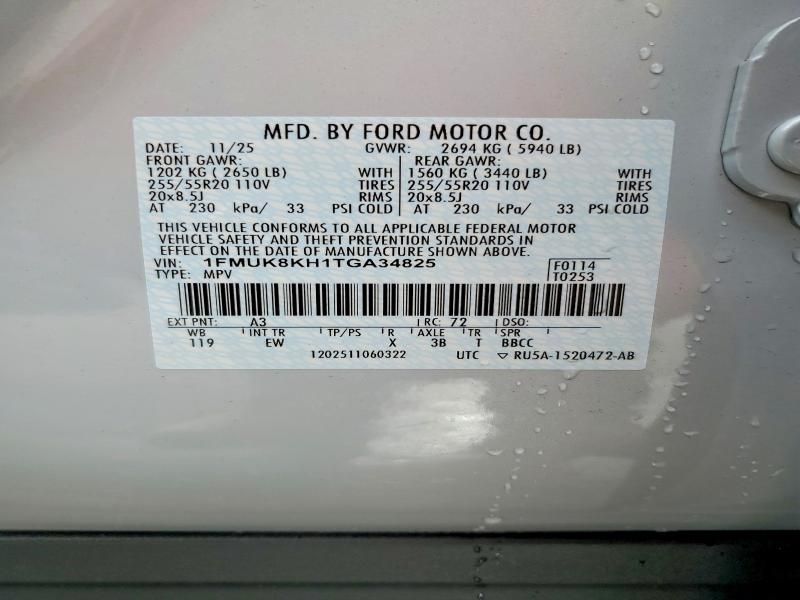 MFD. BY FORD MOTOR CO.
DATE: 11/25 GVWR: 2694 KG ( 5940 LB)
FRONT GAWR: REAR GAWR:
1202 KG ( 2650 LB) WITH 1560 KG ( 3440 LB) WITH
255/55R20 110V TIRES 255/55R20 110V TIRES
20x8.5J RIMS 20x8.5J RIMS
AT 230 kPa/ 33 PSI COLD AT 230 kPa/ 33 PSI COLD
THIS VEHICLE CONFORMS TO ALL APPLICABLE FEDERAL MOTOR
VEHICLE SAFETY AND THEFT PREVENTION STANDARDS IN
EFFECT ON THE DATE OF MANUFACTURE SHOWN ABOVE.
VIN: 1FMUK8KH1TGA34825 F0114
TYPE: MPV T0253
EXT PNT: A3 RC: 72 DSO:
WB INT TR TP/PS R AXLE TR SPR
119 EW X 3B T BBCC
1202511060322 UTC ▽ RU5A-1520472-AB